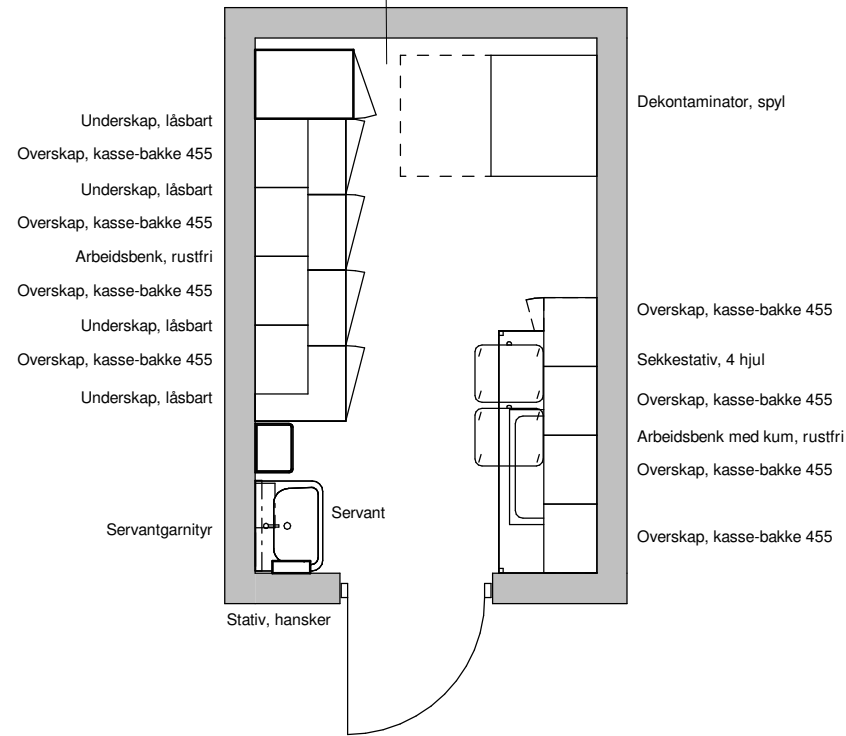 Dekontaminator, spyl
Underskap, låsbart
Overskap, kasse-bakke 455
Underskap, låsbart
Overskap, kasse-bakke 455
Arbeidsbenk, rustfri
Overskap, kasse-bakke 455
Underskap, låsbart
Overskap, kasse-bakke 455
Underskap, låsbart
Overskap, kasse-bakke 455
Sekkestativ, 4 hjul
Overskap, kasse-bakke 455
Arbeidsbenk med kum, rustfri
Overskap, kasse-bakke 455
Overskap, kasse-bakke 455
Servant
Servantgarnityr
Stativ, hansker